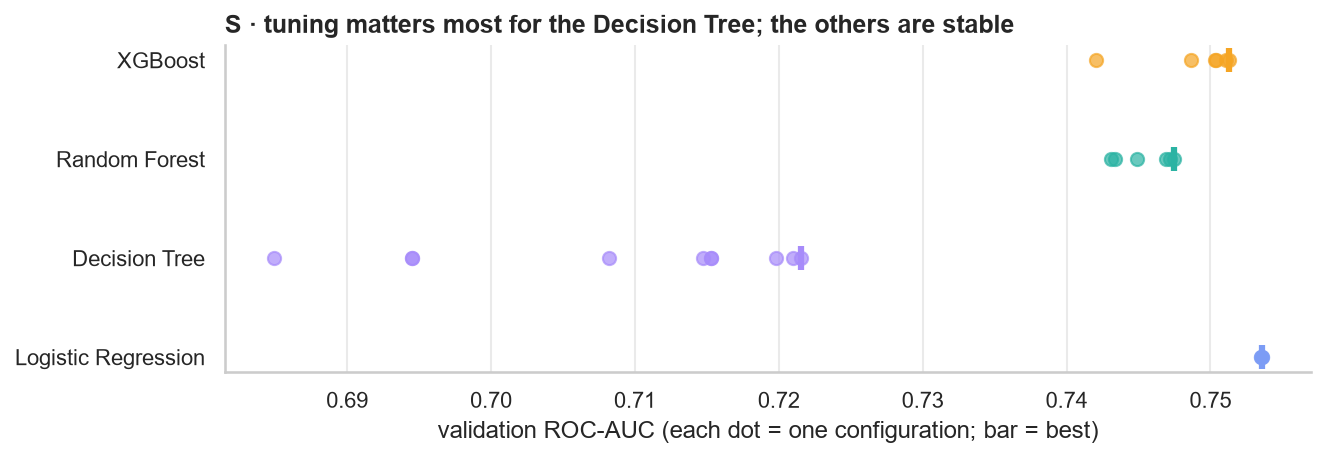 S · tuning matters most for the Decision Tree; the others are stable
XGBoost
Random Forest
Decision Tree
Logistic Regression
0.69 0.70 0.71 0.72 0.73 0.74 0.75
validation ROC-AUC (each dot = one configuration; bar = best)